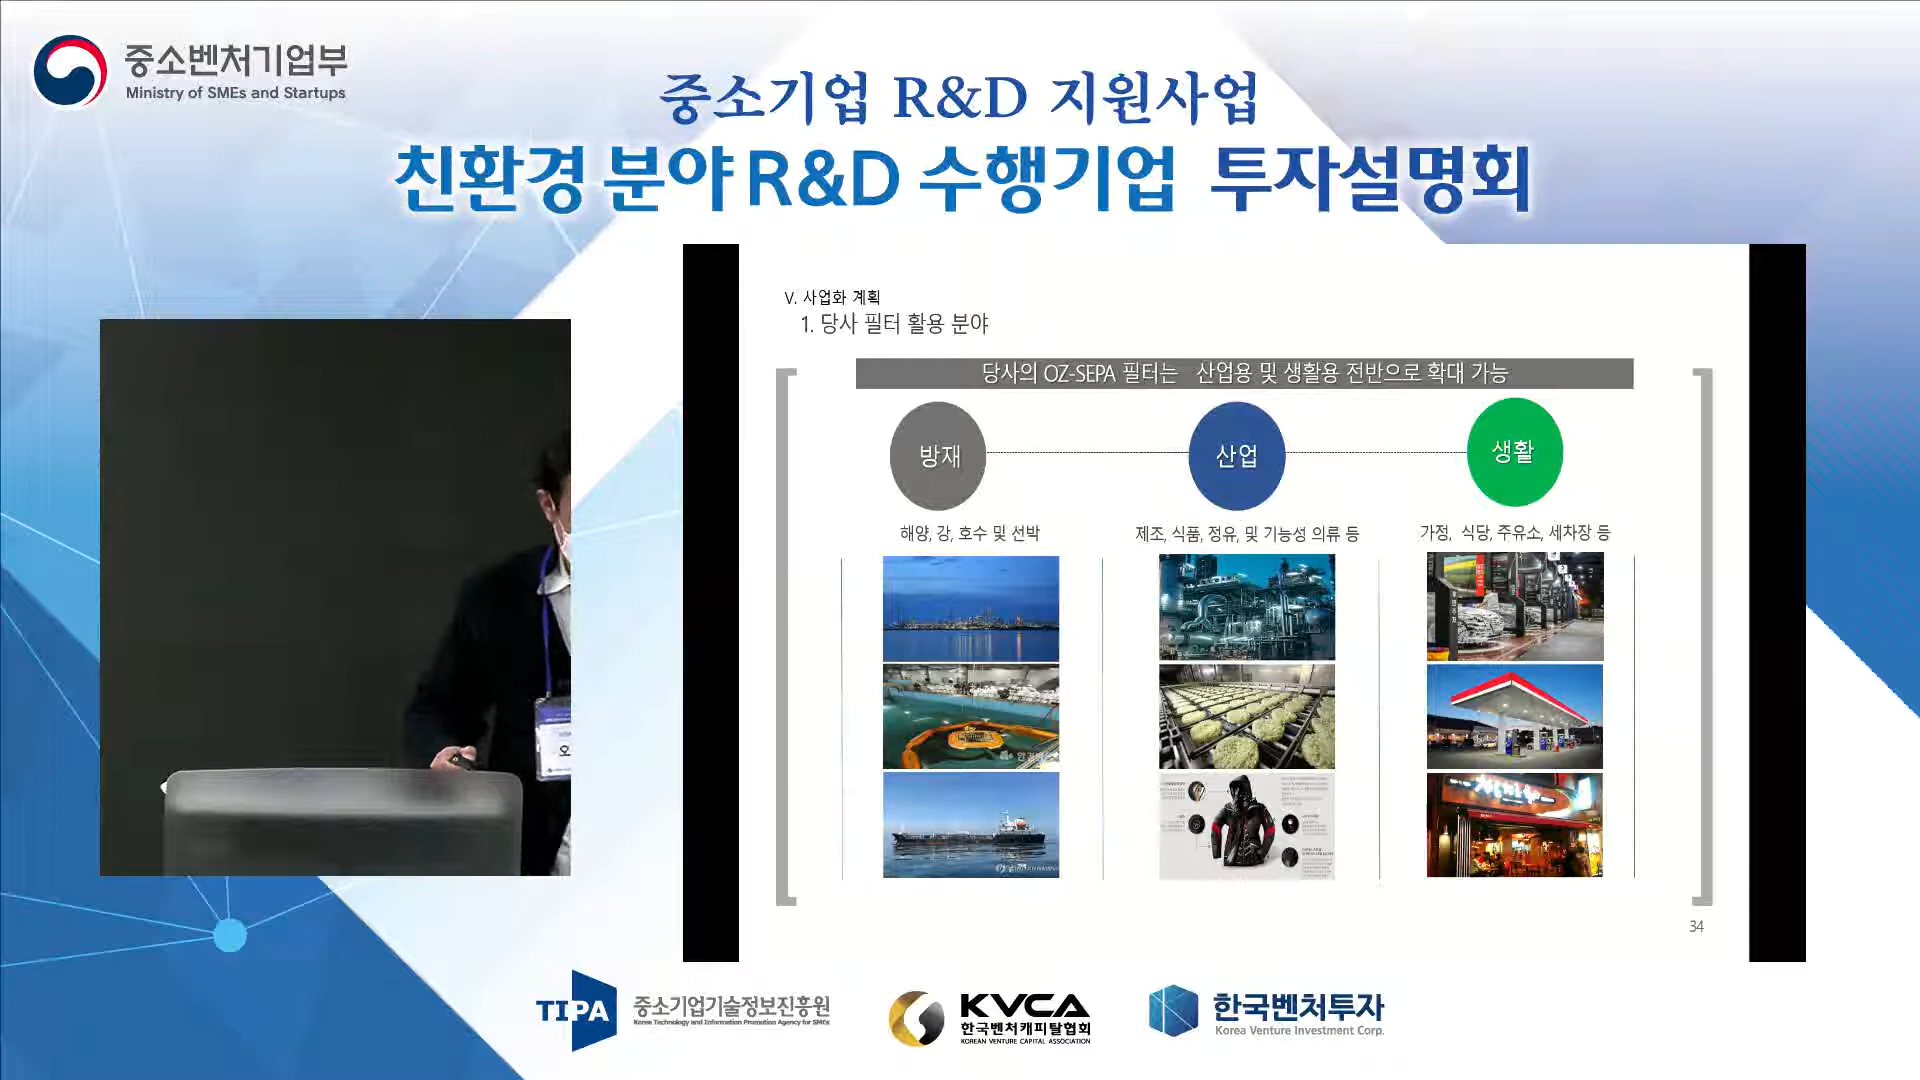 중소벤처기업부
Ministry of SMEs and Startups
중소기업 R&D 지원사업
친환경 분야 R&D 수행기업 투자설명회
V. 사업화 계획
1. 당사 필터 활용 분야
당사의 OZ-SEPA 필터는 산업용 및 생활용 전반으로 확대 가능
방재
산업
생활
해양, 강, 호수 및 선박
제조, 식품, 정유, 및 기능성 의류 등
가정, 식당, 주유소, 세차장 등
오
34
TIPA
중소기업기술정보진흥원
Korea Technology and Information Promotion Agency for SMEs
KVCA
한국벤처캐피탈협회
KOREAN VENTURE CAPITAL ASSOCIATION
한국벤처투자
Korea Venture Investment Corp.